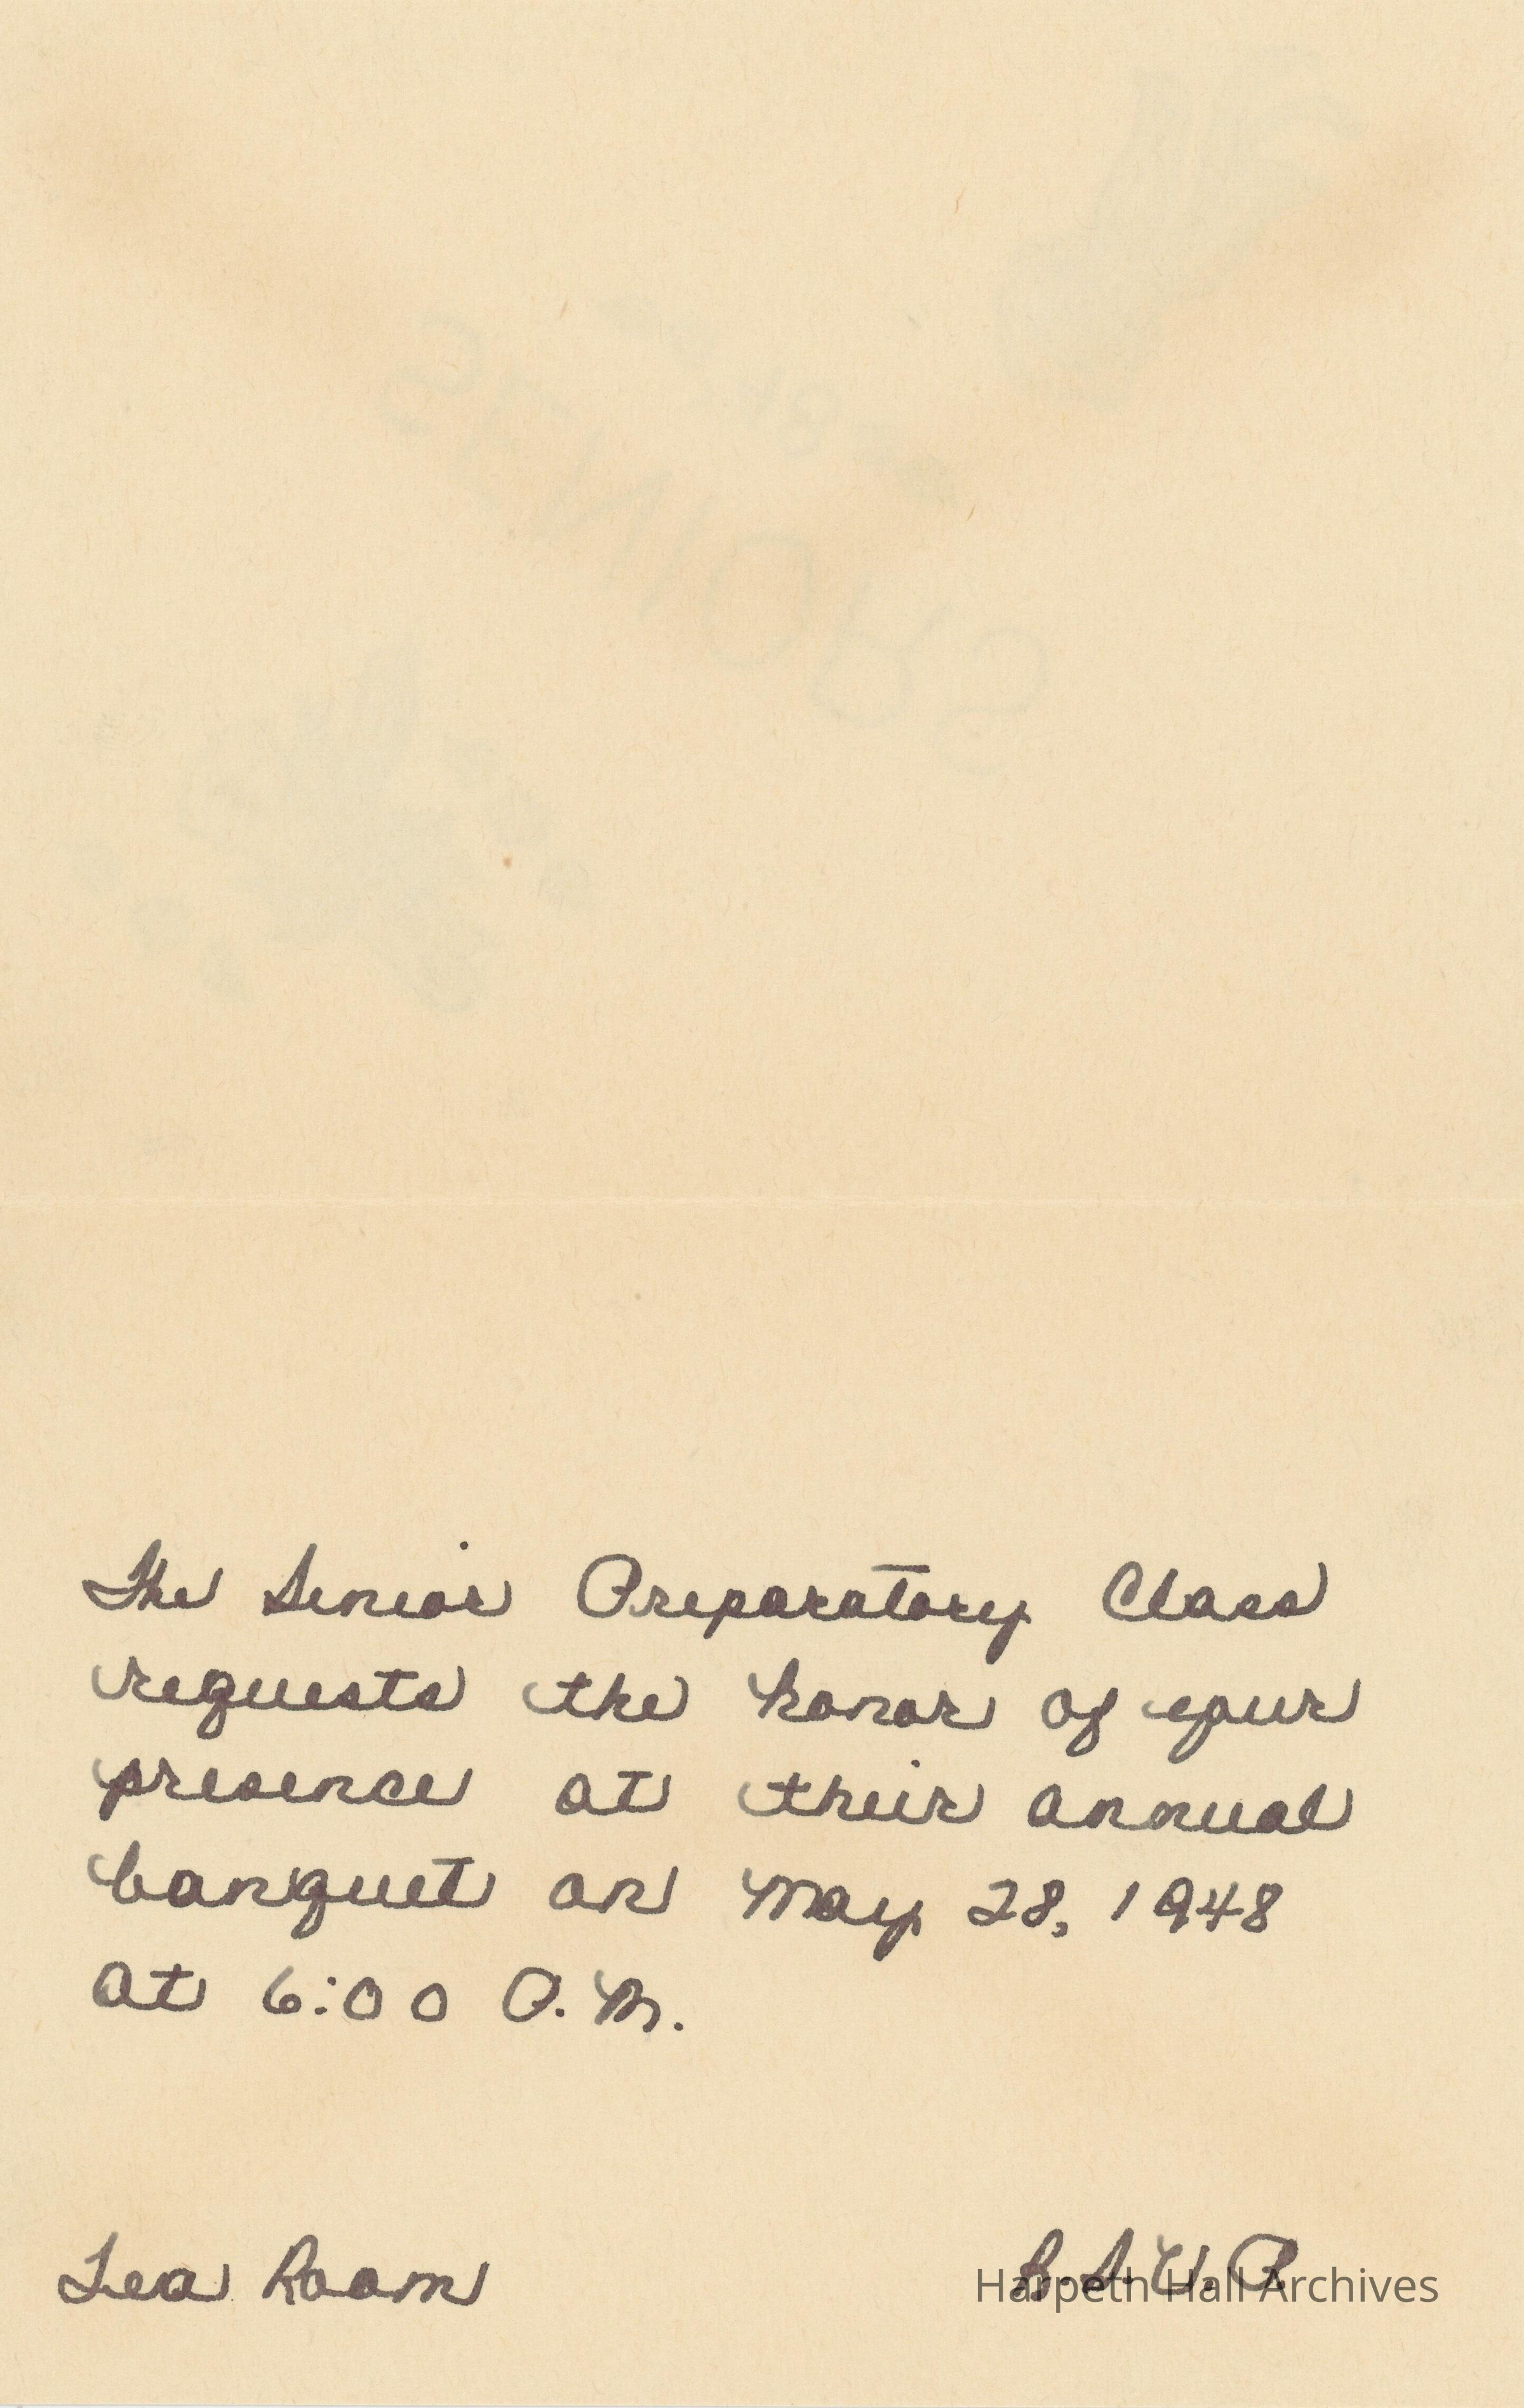 The Senior Preparatory Class
requests the honor of your
presence at their annual
banquet on May 28, 1948
at 6:00 P.M.
Tea Room
R.S.V.P.
Harpeth Hall Archives